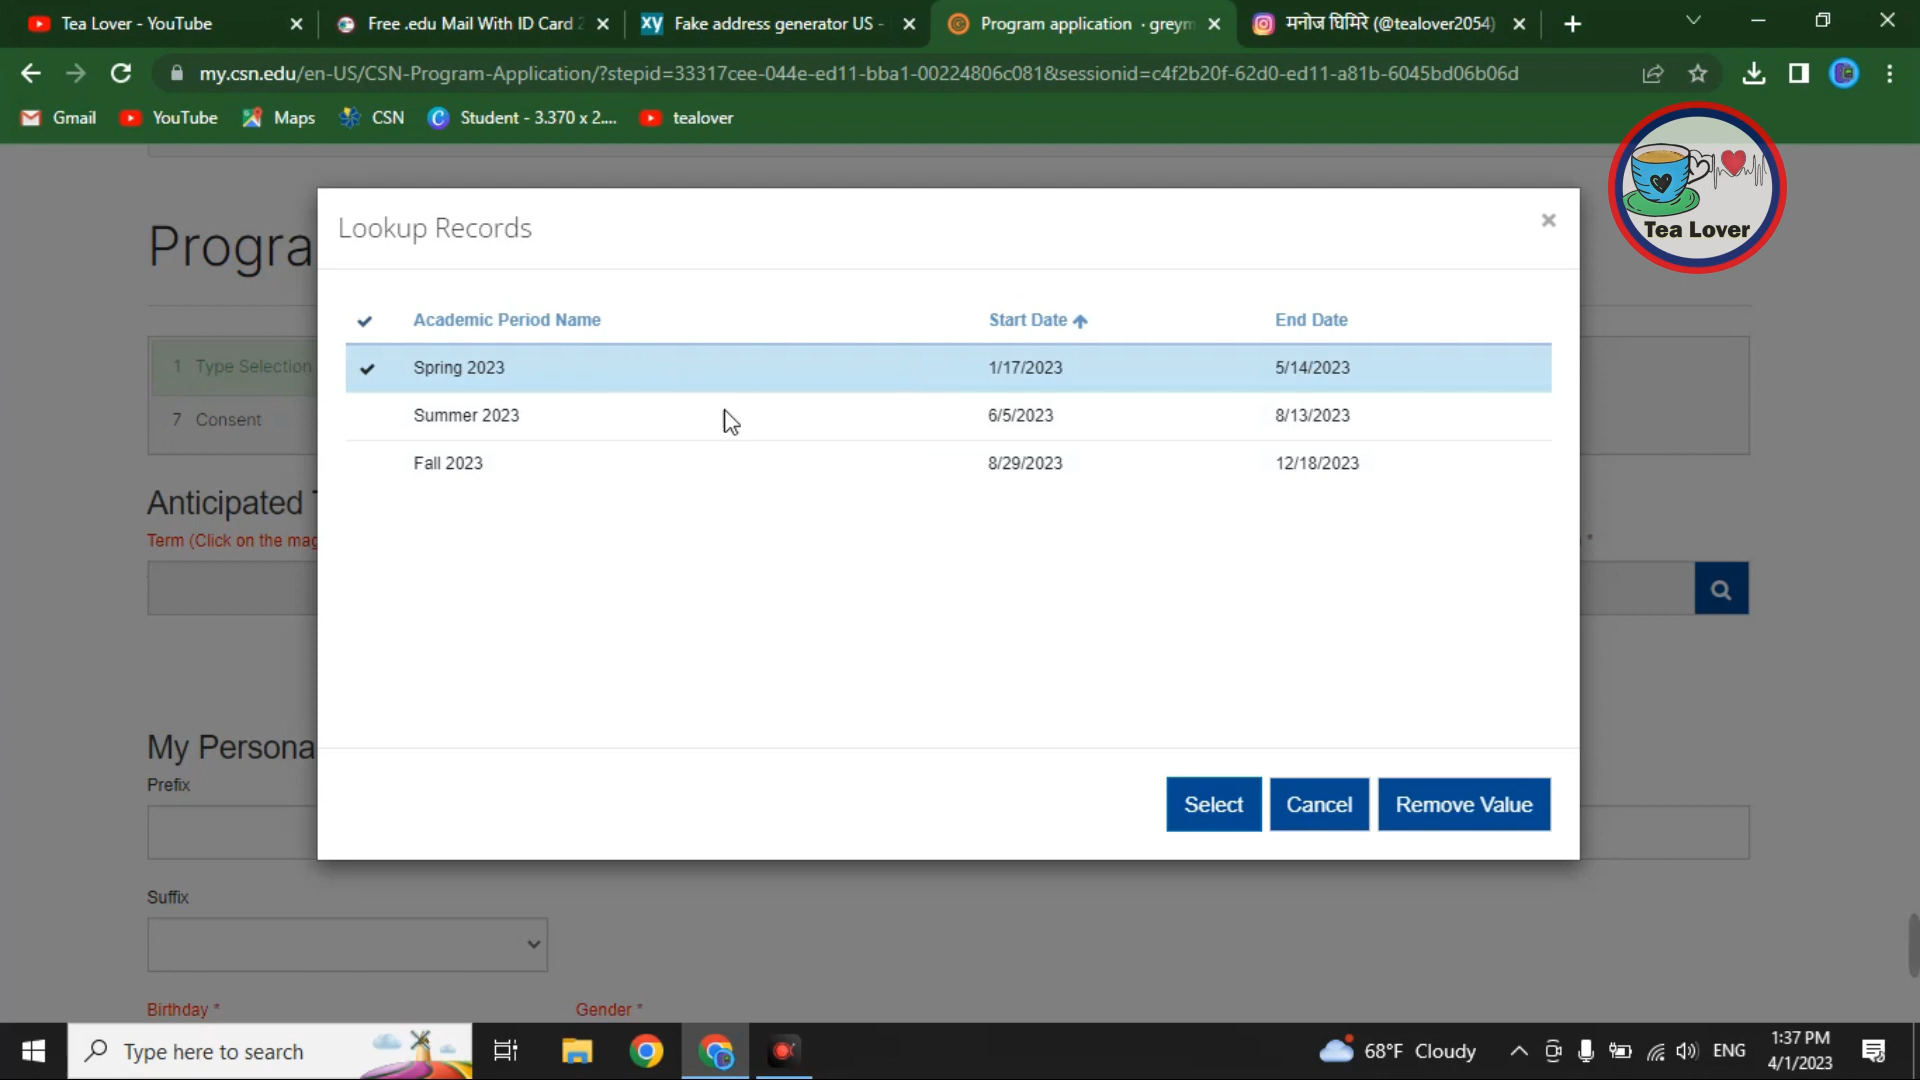 Tea Lover - YouTube
Free .edu Mail With ID Card 2
Fake address generator US -
Program application · greym
मनोज घिमिरे (@tealover2054)
my.csn.edu/en-US/CSN-Program-Application/?stepid=33317cee-044e-ed11-bba1-00224806c081&sessionid=c4f2b20f-62d0-ed11-a81b-6045bd06b06d
Gmail
YouTube
Maps
CSN
Student - 3.370 x 2....
tealover
Tea Lover
Progra
Lookup Records
Academic Period Name
Start Date
End Date
Spring 2023
1/17/2023
5/14/2023
Summer 2023
6/5/2023
8/13/2023
Fall 2023
8/29/2023
12/18/2023
1 Type Selection
7 Consent
Anticipated T
Term (Click on the mag
*
My Persona
Prefix
Select
Cancel
Remove Value
Suffix
Birthday *
Gender *
Type here to search
68°F Cloudy
ENG
1:37 PM
4/1/2023